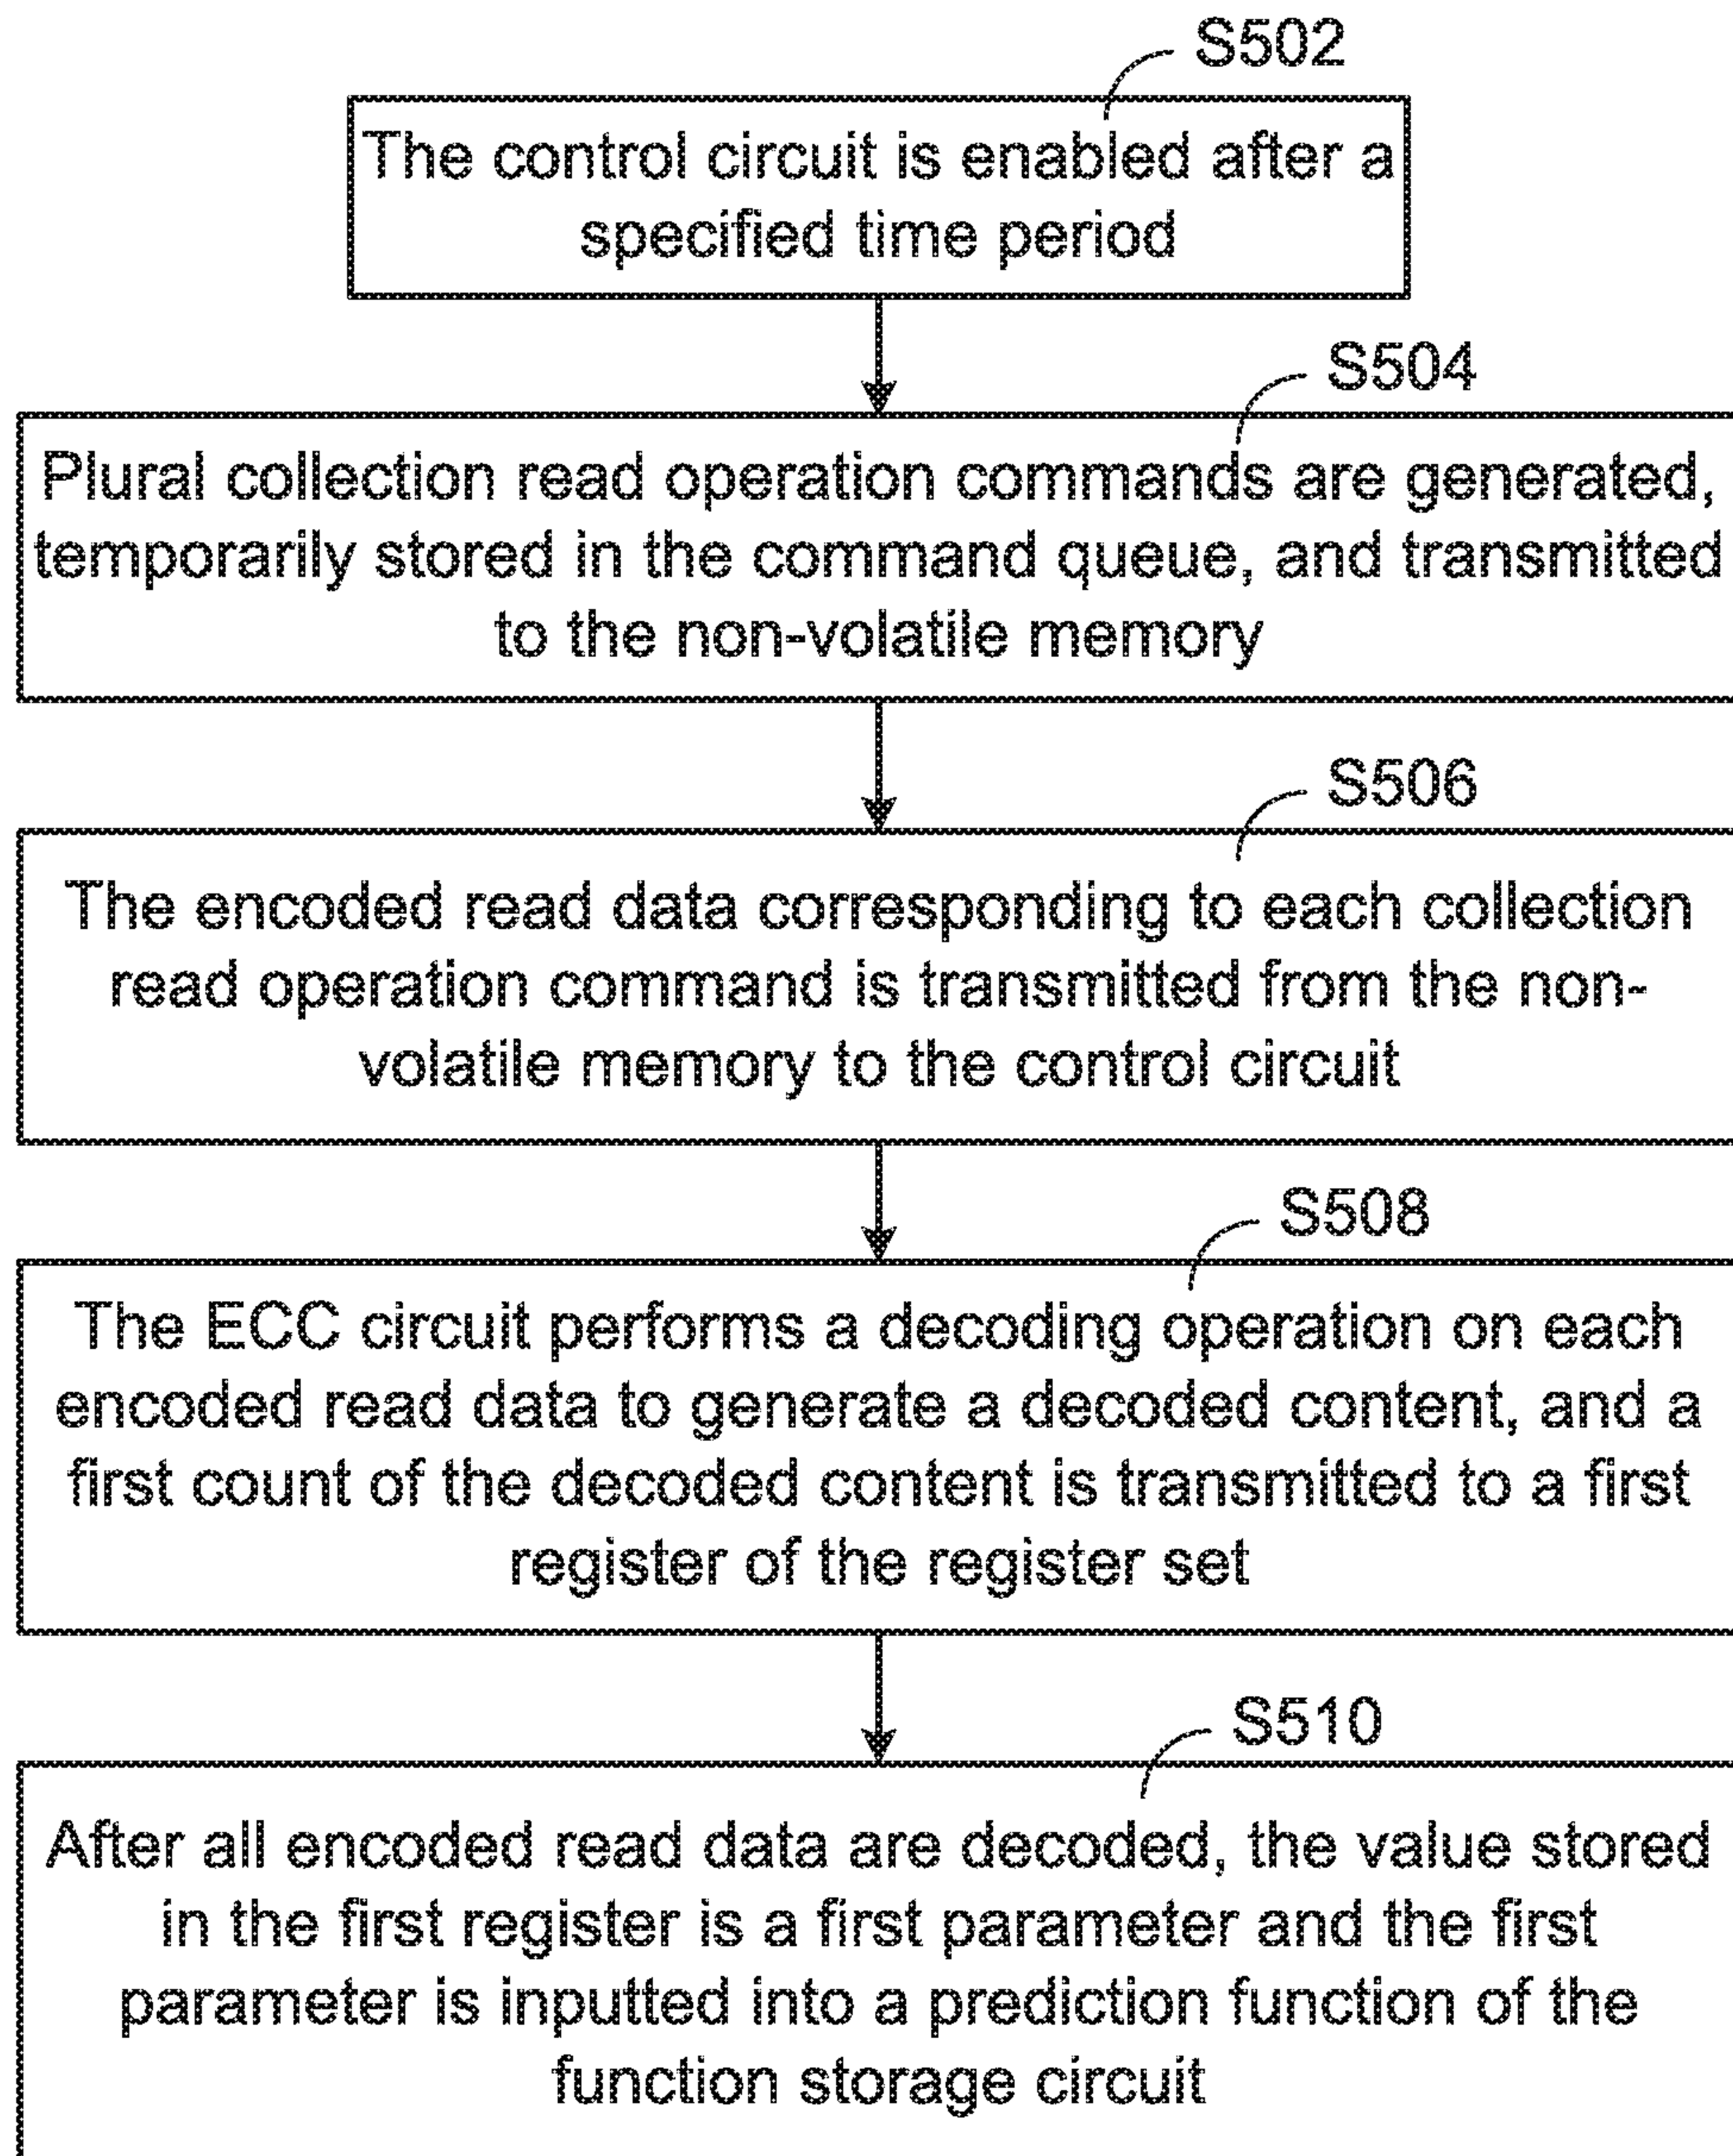 S502
The control circuit is enabled after a
specified time period
S504
Plural collection read operation commands are generated,
temporarily stored in the command queue, and transmitted
to the non-volatile memory
S506
The encoded read data corresponding to each collection
read operation command is transmitted from the non-
volatile memory to the control circuit
S508
The ECC circuit performs a decoding operation on each
encoded read data to generate a decoded content, and a
first count of the decoded content is transmitted to a first
register of the register set
S510
After all encoded read data are decoded, the value stored
in the first register is a first parameter and the first
parameter is inputted into a prediction function of the
function storage circuit